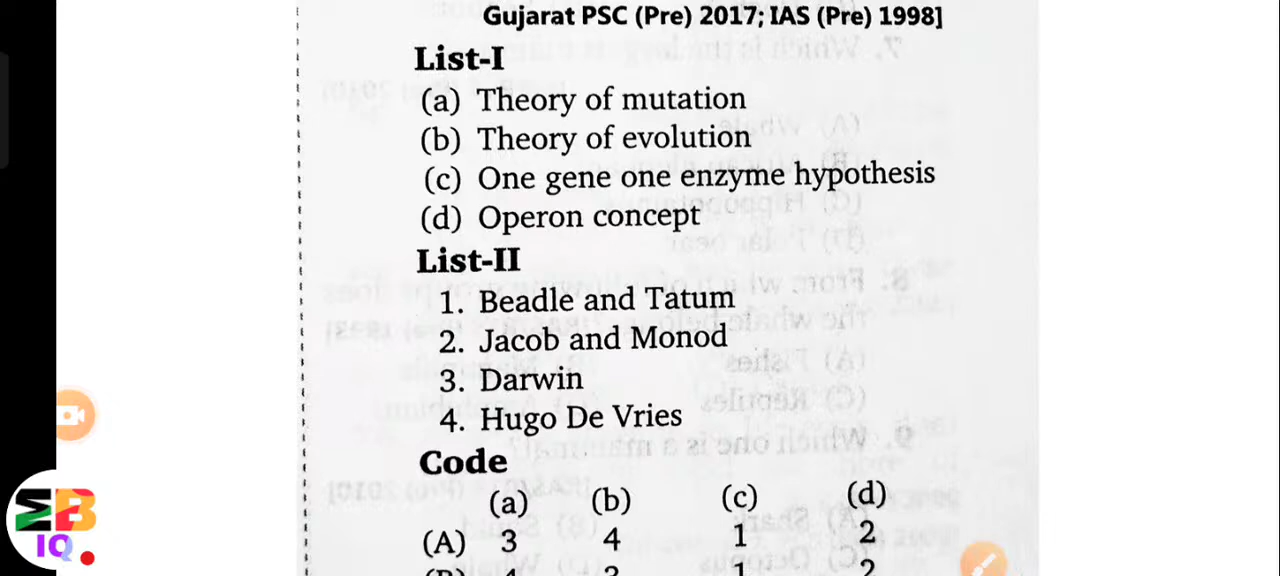 Gujarat PSC (Pre) 2017; IAS (Pre) 1998]
List-I
(a) Theory of mutation
(b) Theory of evolution
(c) One gene one enzyme hypothesis
(d) Operon concept
List-II
1. Beadle and Tatum
2. Jacob and Monod
3. Darwin
4. Hugo De Vries
Code
(a) (b) (c) (d)
(A) 3 4 1 2
MB
IQ